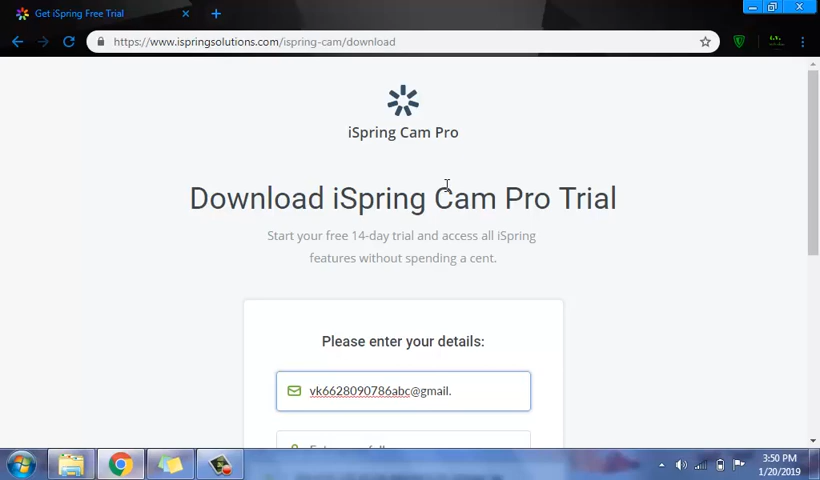 Get iSpring Free Trial
https://www.ispringsolutions.com/ispring-cam/download
iSpring Cam Pro
Download iSpring Cam Pro Trial
Start your free 14-day trial and access all iSpring
features without spending a cent.
Please enter your details:
vk6628090786abc@gmail.
3:50 PM
1/20/2019